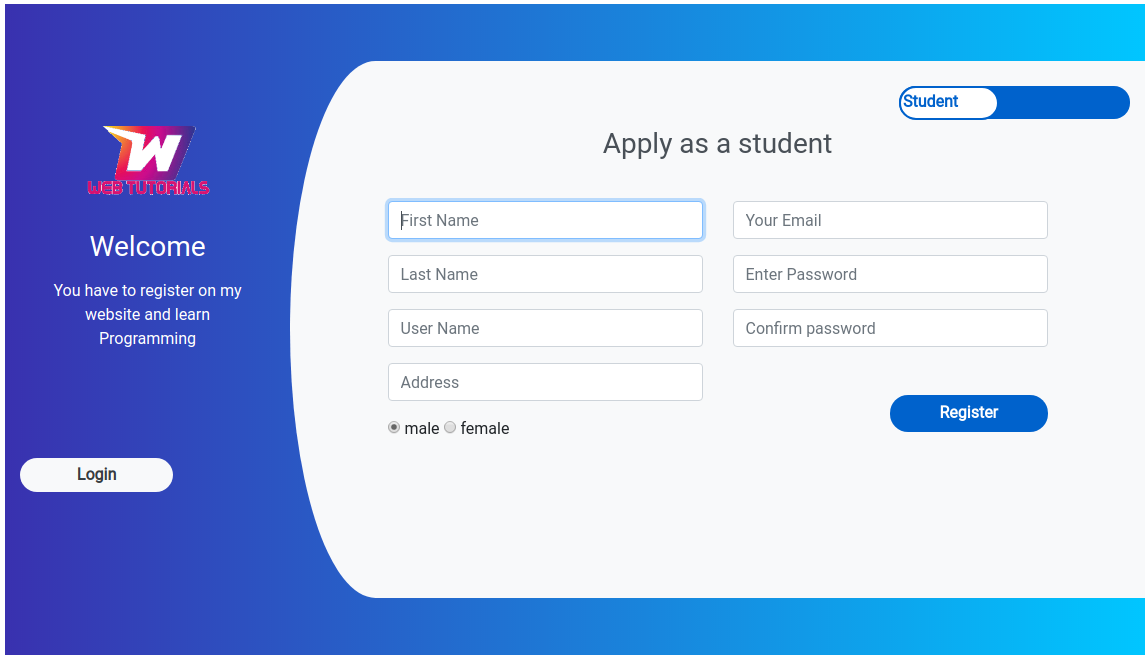 W
WEB TUTORIALS
Welcome
You have to register on my
website and learn
Programming
Login
Student
Apply as a student
First Name
Your Email
Last Name
Enter Password
User Name
Confirm password
Address
male female
Register